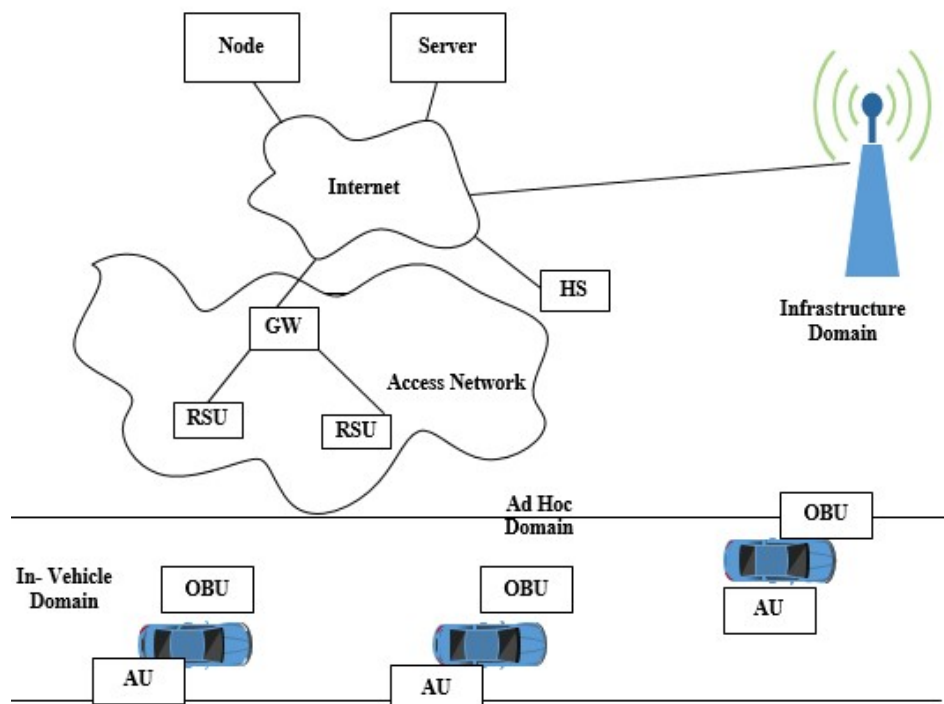 Node
Server
Internet
HS
Infrastructure
Domain
GW
Access Network
RSU
RSU
Ad Hoc
Domain
OBU
In- Vehicle
Domain
OBU
OBU
AU
AU
AU